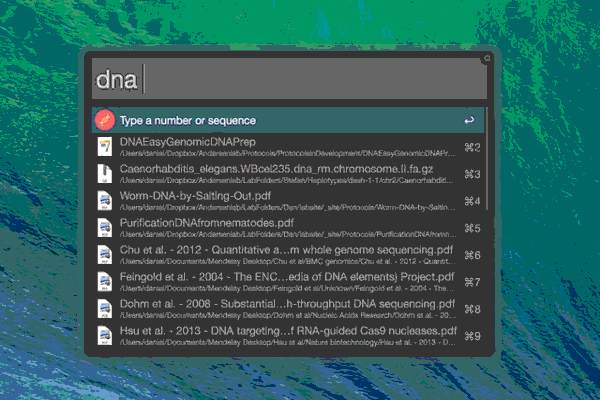 dna
Type a number or sequence
DNAEasyGenomicDNAPrep
⌘2
/Users/daniel/Dropbox/Andersenlab/Protocols/ProtocolsInDevelopment/DNAEasyGenomicDNAPr...
Caenorhabditis_elegans.WBcel235.dna_rm.chromosome.II.fa.gz
⌘3
/Users/daniel/Dropbox/Andersenlab/LabFolders/Stefan/Haplotypes/dash-1-1/chr2/Caenorhabditi...
Worm-DNA-by-Salting-Out.pdf
⌘4
/Users/daniel/Dropbox/Andersenlab/LabFolders/Dan/labsite/_site/Protocols/Worm-DNA-by-Saltin...
PurificationDNAfromnematodes.pdf
⌘5
/Users/daniel/Dropbox/Andersenlab/LabFolders/Dan/labsite/_site/Protocols/PurificationDNAfromn...
Chu et al. - 2012 - Quantitative a...m whole genome sequencing.pdf
⌘6
/Users/daniel/Documents/Mendeley Desktop/Chu et al/BMC genomics/Chu et al. - 2012 - Quanti...
Feingold et al. - 2004 - The ENC...edia of DNA elements) Project.pdf
⌘7
/Users/daniel/Documents/Mendeley Desktop/Feingold et al/Unknown/Feingold et al. - 2004 - The...
Dohm et al. - 2008 - Substantial...h-throughput DNA sequencing.pdf
⌘8
/Users/daniel/Documents/Mendeley Desktop/Dohm et al/Nucleic Acids Research/Dohm et al. - 20...
Hsu et al. - 2013 - DNA targeting...f RNA-guided Cas9 nucleases.pdf
⌘9
/Users/daniel/Documents/Mendeley Desktop/Hsu et al/Nature biotechnology/Hsu et al. - 2013 - D...